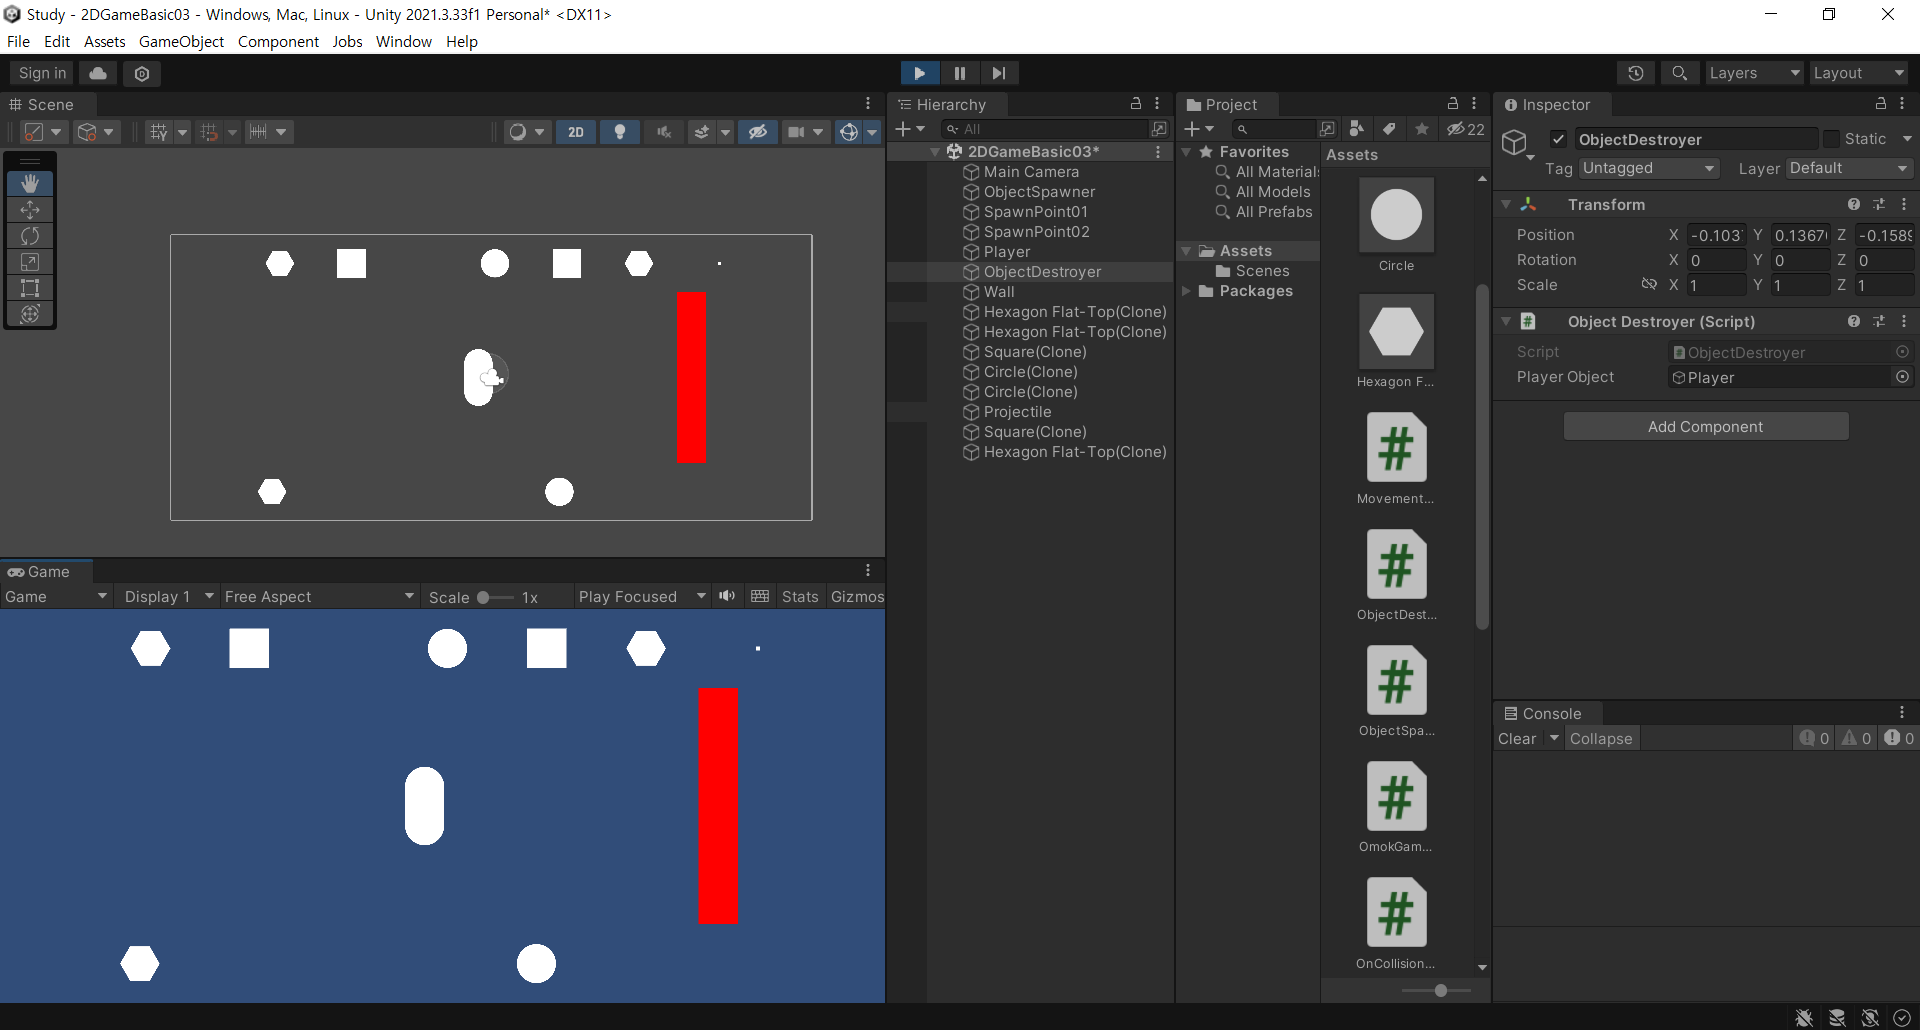 Study - 2DGameBasic03 - Windows, Mac, Linux - Unity 2021.3.33f1 Personal* <DX11>
File Edit Assets GameObject Component Jobs Window Help
Sign in
Layers
Layout
Scene
2D
Game
Game
Display 1
Free Aspect
Scale
1x
Play Focused
Stats
Gizmos
Hierarchy
All
2DGameBasic03*
Main Camera
ObjectSpawner
SpawnPoint01
SpawnPoint02
Player
ObjectDestroyer
Wall
Hexagon Flat-Top(Clone)
Hexagon Flat-Top(Clone)
Square(Clone)
Circle(Clone)
Circle(Clone)
Projectile
Square(Clone)
Hexagon Flat-Top(Clone)
Project
22
Favorites
All Materials
All Models
All Prefabs
Assets
Scenes
Packages
Assets
Circle
Hexagon F...
Movement...
ObjectDest...
ObjectSpa...
OmokGam...
OnCollision...
Inspector
ObjectDestroyer
Static
Tag Untagged
Layer Default
Transform
Position X -0.103 Y 0.1367 Z -0.1589
Rotation X 0 Y 0 Z 0
Scale X 1 Y 1 Z 1
Object Destroyer (Script)
Script ObjectDestroyer
Player Object Player
Add Component
Console
Clear Collapse 0 0 0